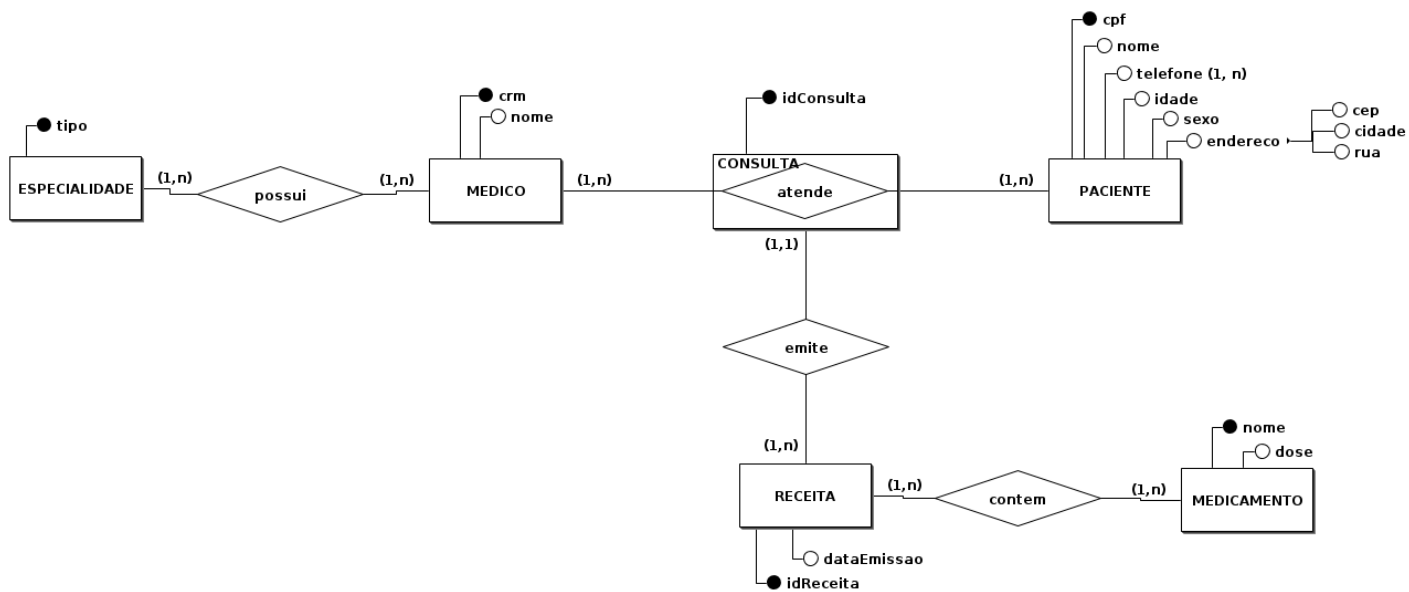 cpf
nome
telefone (1, n)
idade
sexo
endereco
cep
cidade
rua
crm
nome
idConsulta
tipo
ESPECIALIDADE
(1,n)
possui
(1,n)
MEDICO
(1,n)
CONSULTA
atende
(1,n)
PACIENTE
(1,1)
emite
(1,n)
RECEITA
(1,n)
contem
(1,n)
MEDICAMENTO
nome
dose
dataEmissao
idReceita